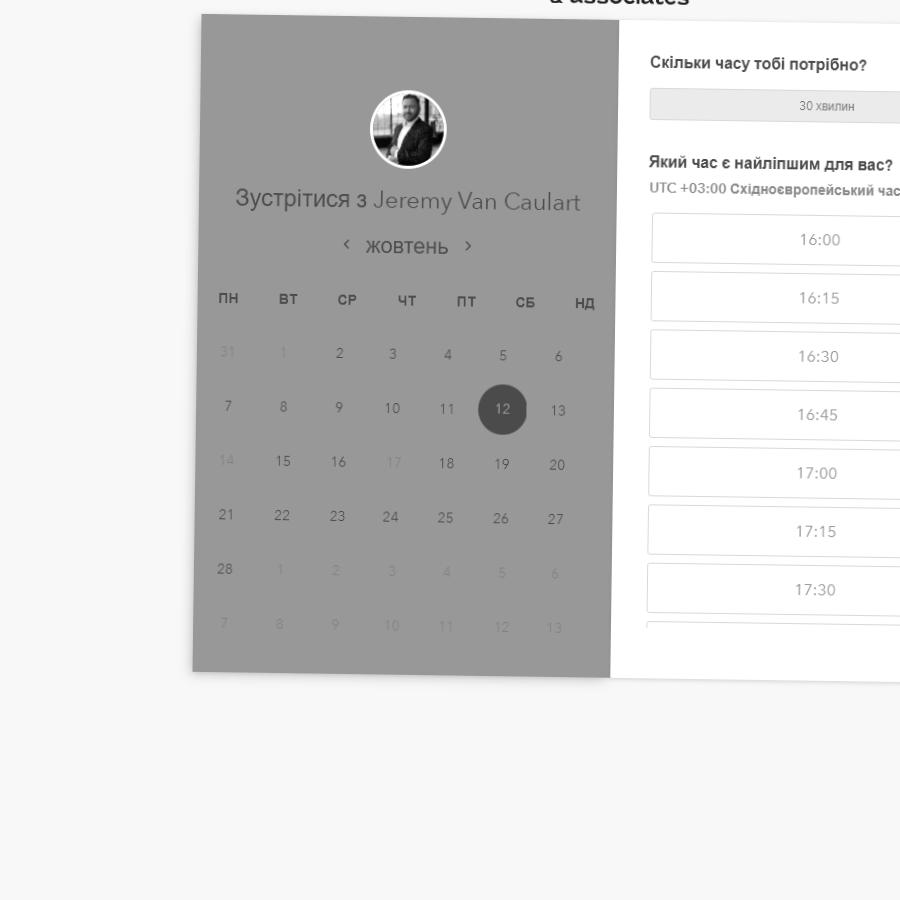 & associates
Зустрітися з Jeremy Van Caulart
‹ жовтень ›
ПН ВТ СР ЧТ ПТ СБ НД
31 1 2 3 4 5 6
7 8 9 10 11 12 13
14 15 16 17 18 19 20
21 22 23 24 25 26 27
28 1 2 3 4 5 6
7 8 9 10 11 12 13
Скільки часу тобі потрібно?
30 хвилин
Який час є найліпшим для вас?
UTC +03:00 Східноєвропейський час
16:00
16:15
16:30
16:45
17:00
17:15
17:30